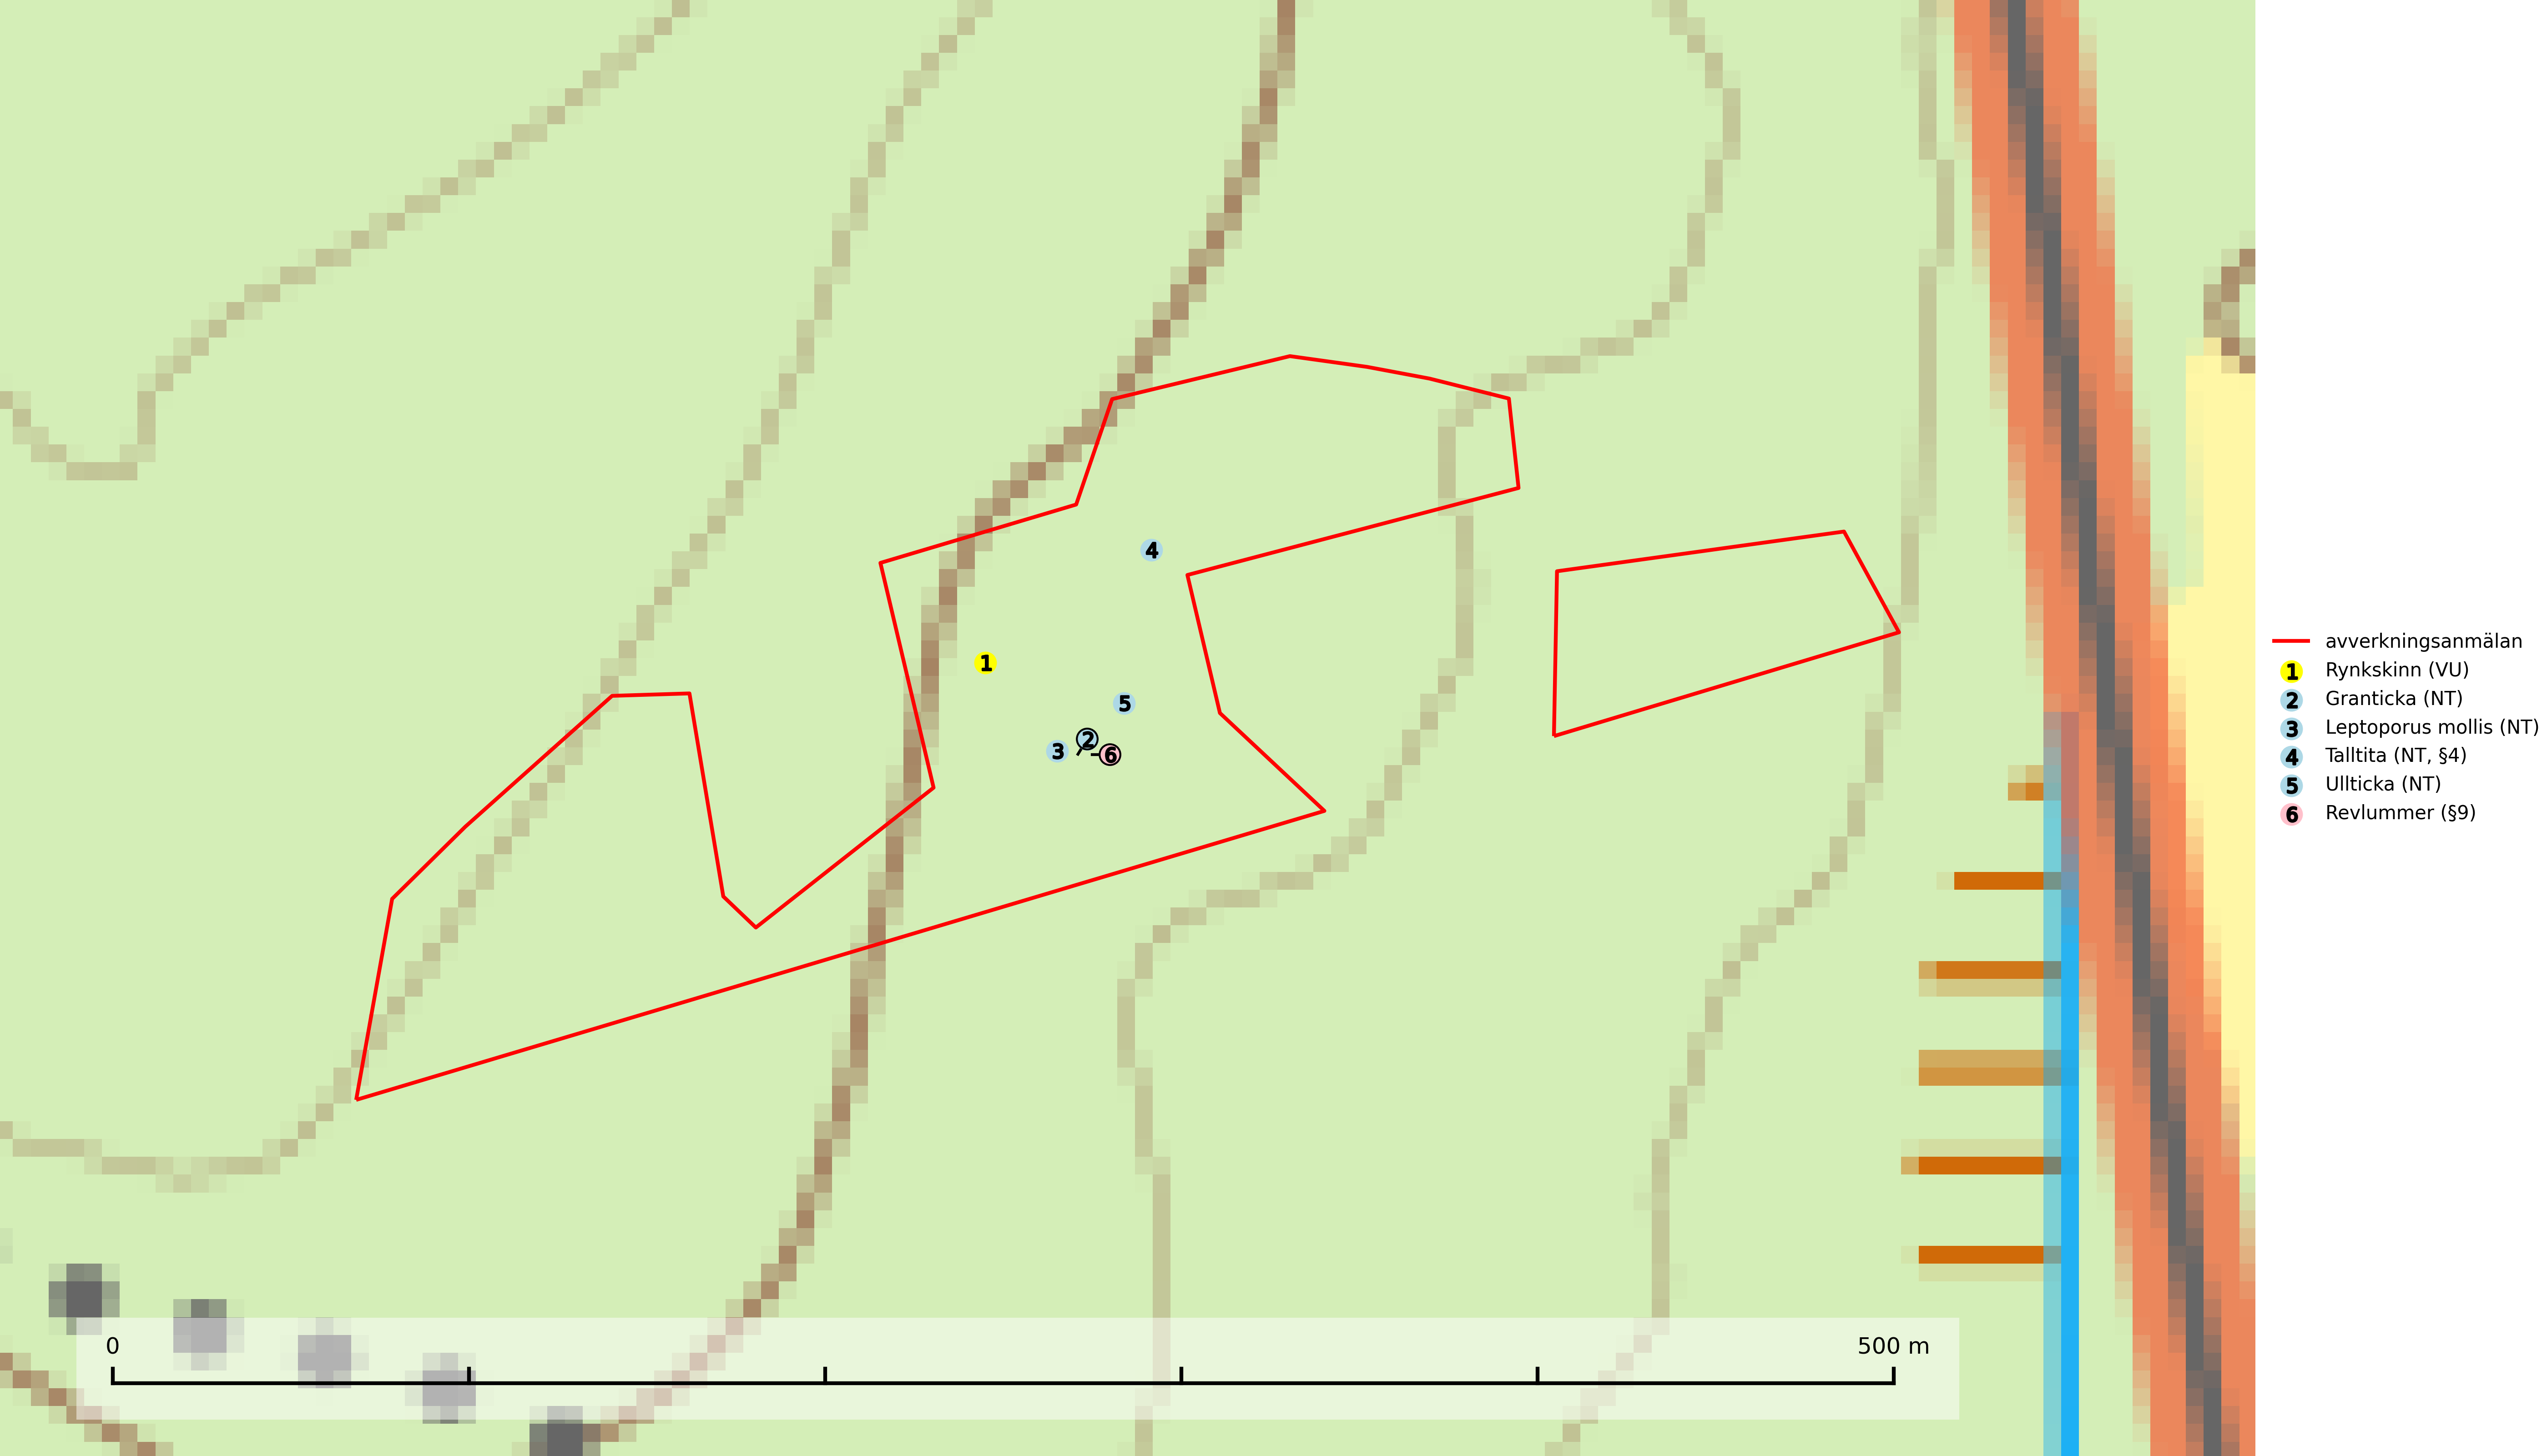 4
1
5
2
3
6
0
500 m
avverkningsanmälan
1 Rynkskinn (VU)
2 Granticka (NT)
3 Leptoporus mollis (NT)
4 Talltita (NT, §4)
5 Ullticka (NT)
6 Revlummer (§9)